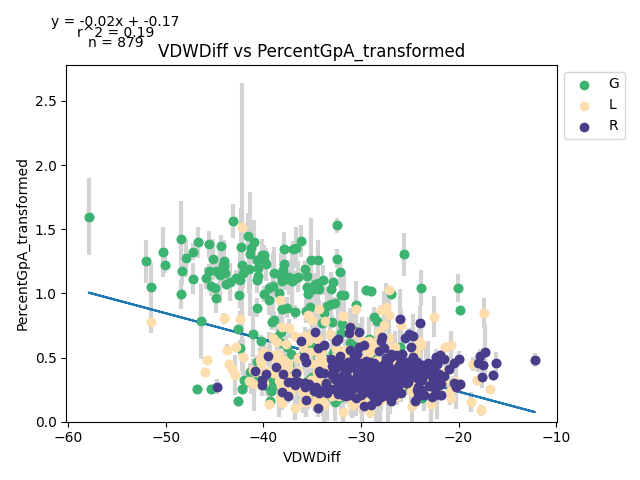 y = -0.02x + -0.17
r^2 = 0.19
n = 879
VDWDiff vs PercentGpA_transformed
G
L
R
PercentGpA_transformed
2.5
2.0
1.5
1.0
0.5
0.0
−60
−50
−40
−30
−20
−10
VDWDiff